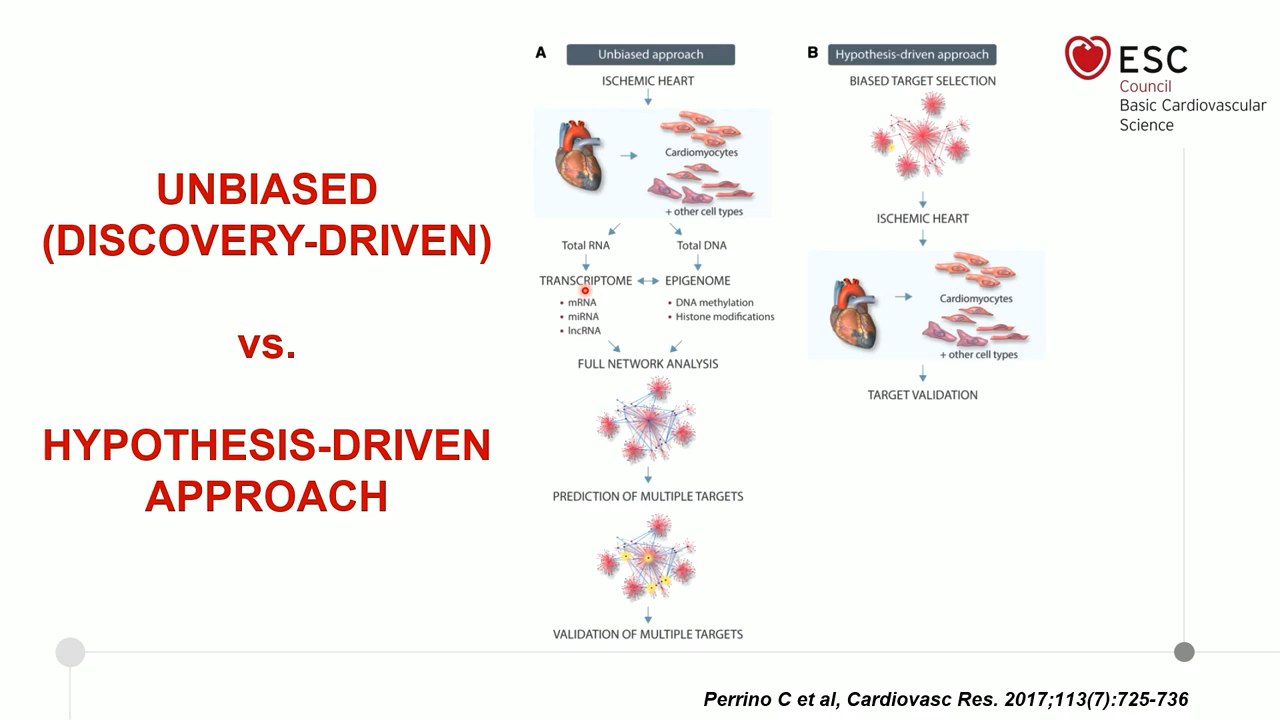 UNBIASED
(DISCOVERY-DRIVEN)
vs.
HYPOTHESIS-DRIVEN
APPROACH
A
Unbiased approach
ISCHEMIC HEART
Cardiomyocytes
+ other cell types
Total RNA
Total DNA
TRANSCRIPTOME
EPIGENOME
• mRNA
• miRNA
• lncRNA
• DNA methylation
• Histone modifications
FULL NETWORK ANALYSIS
PREDICTION OF MULTIPLE TARGETS
VALIDATION OF MULTIPLE TARGETS
B
Hypothesis-driven approach
BIASED TARGET SELECTION
ISCHEMIC HEART
Cardiomyocytes
+ other cell types
TARGET VALIDATION
ESC
Council
Basic Cardiovascular
Science
Perrino C et al, Cardiovasc Res. 2017;113(7):725-736